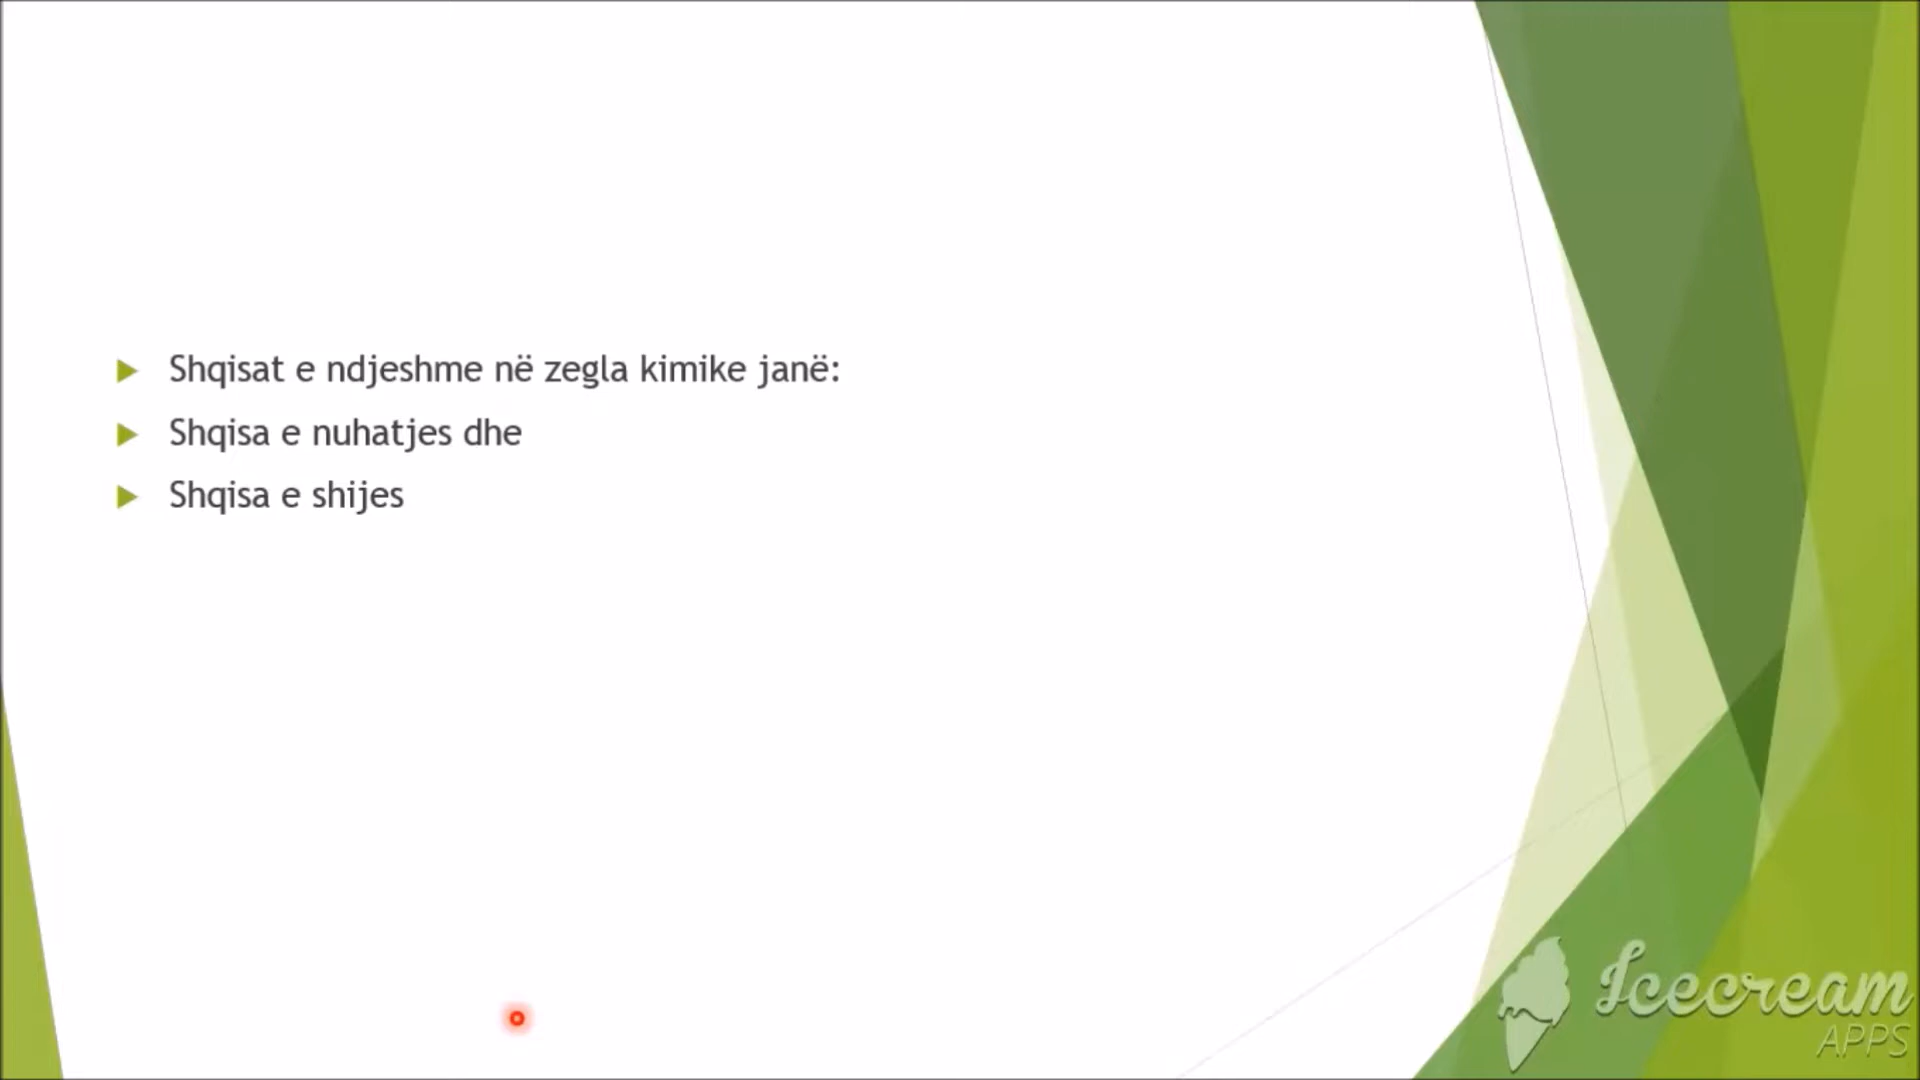 Shqisat e ndjeshme në zegla kimike janë:
Shqisa e nuhatjes dhe
Shqisa e shijes
Icecream
APPS